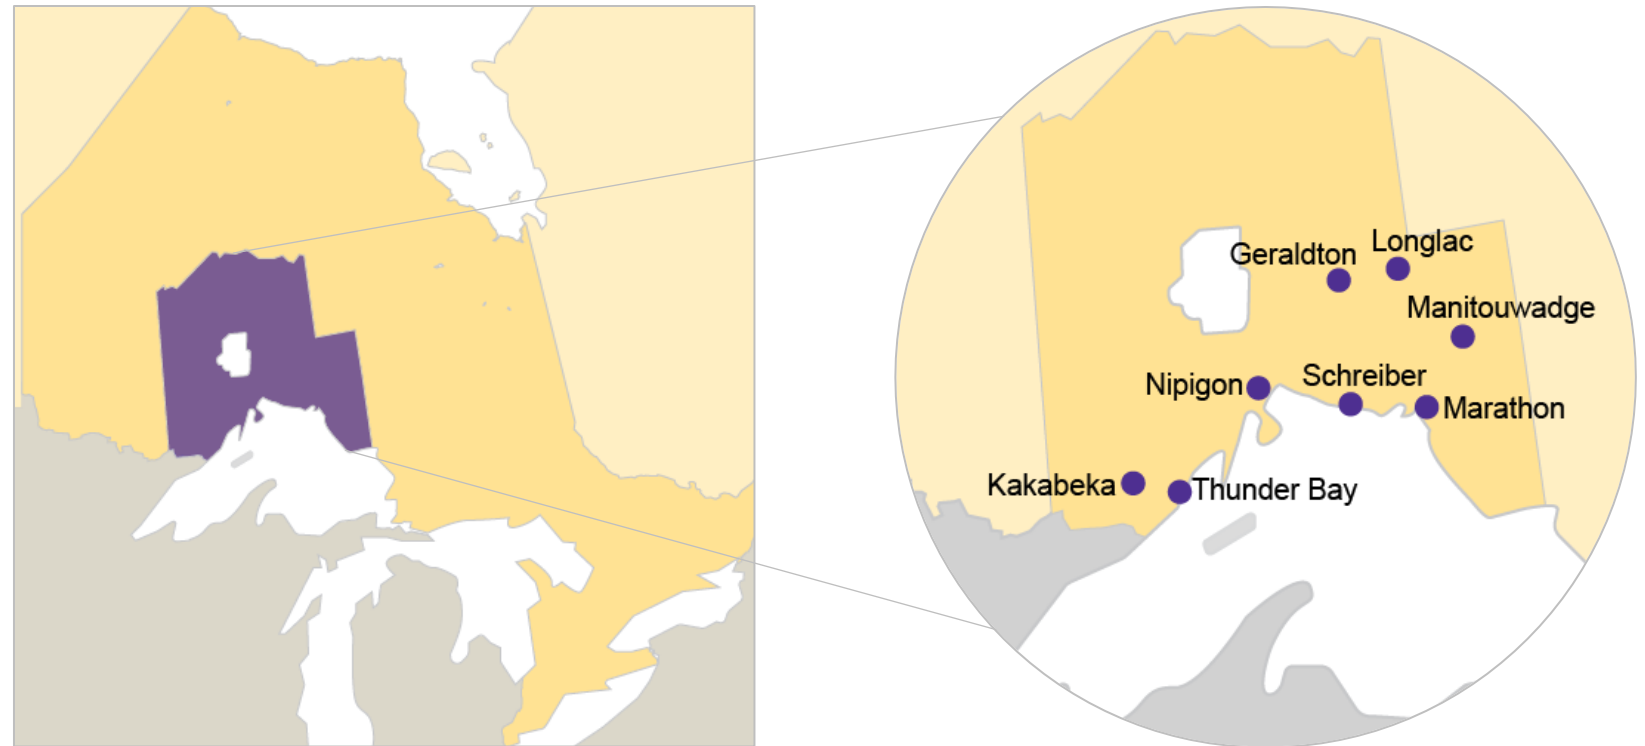 Longlac
Geraldton
Manitouwadge
Schreiber
Nipigon
Marathon
Kakabeka
Thunder Bay